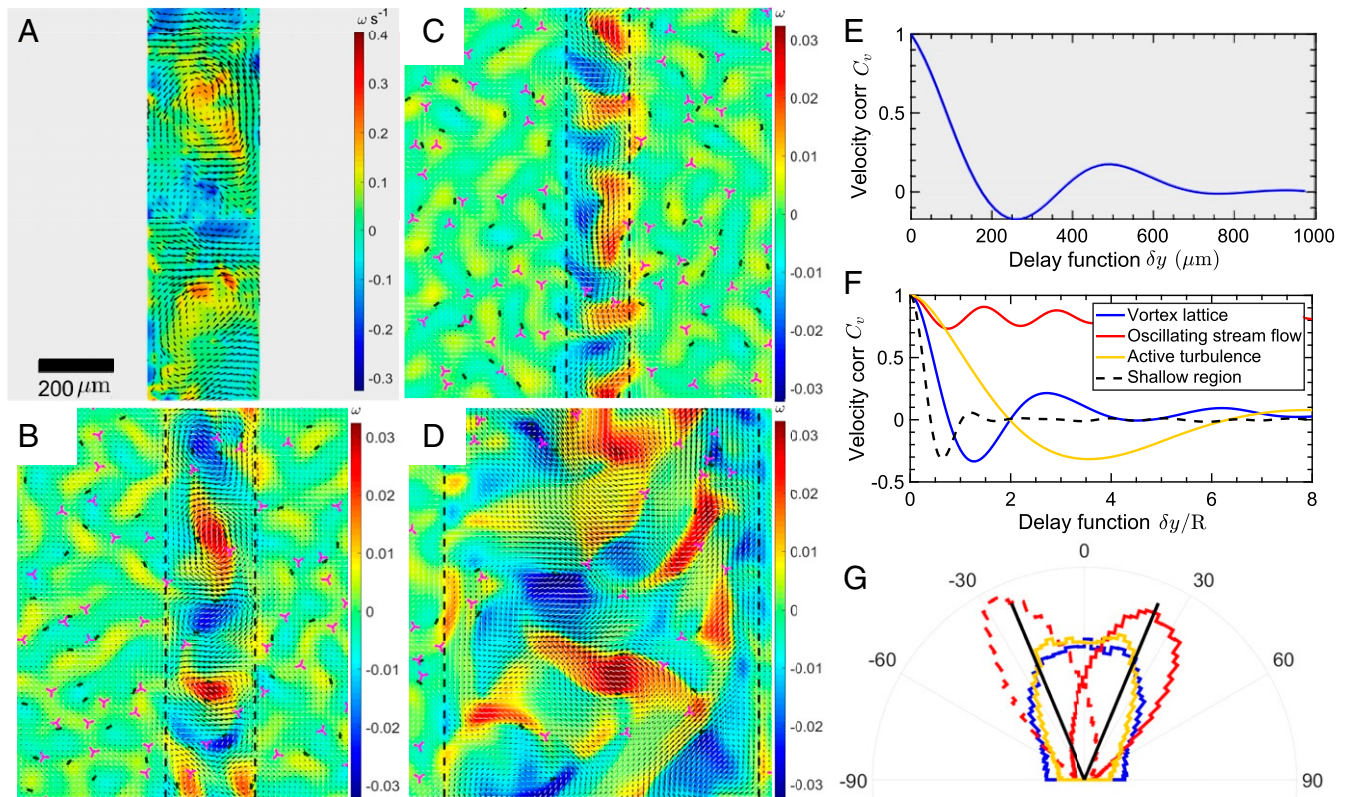 A
ω s⁻¹
0.4
0.3
0.2
0.1
0
-0.1
-0.2
-0.3
200 μm
C
ω
0.03
0.02
0.01
0
-0.01
-0.02
-0.03
E
Velocity corr Cᵥ
1
0.5
0
0
200
400
600
800
1000
Delay function δy (μm)
F
Velocity corr Cᵥ
1
0.5
0
-0.5
Vortex lattice
Oscillating stream flow
Active turbulence
Shallow region
0
2
4
6
8
Delay function δy/R
B
ω
0.03
0.02
0.01
0
-0.01
-0.02
-0.03
D
ω
0.03
0.02
0.01
0
-0.01
-0.02
-0.03
G
0
-30
30
-60
60
-90
90